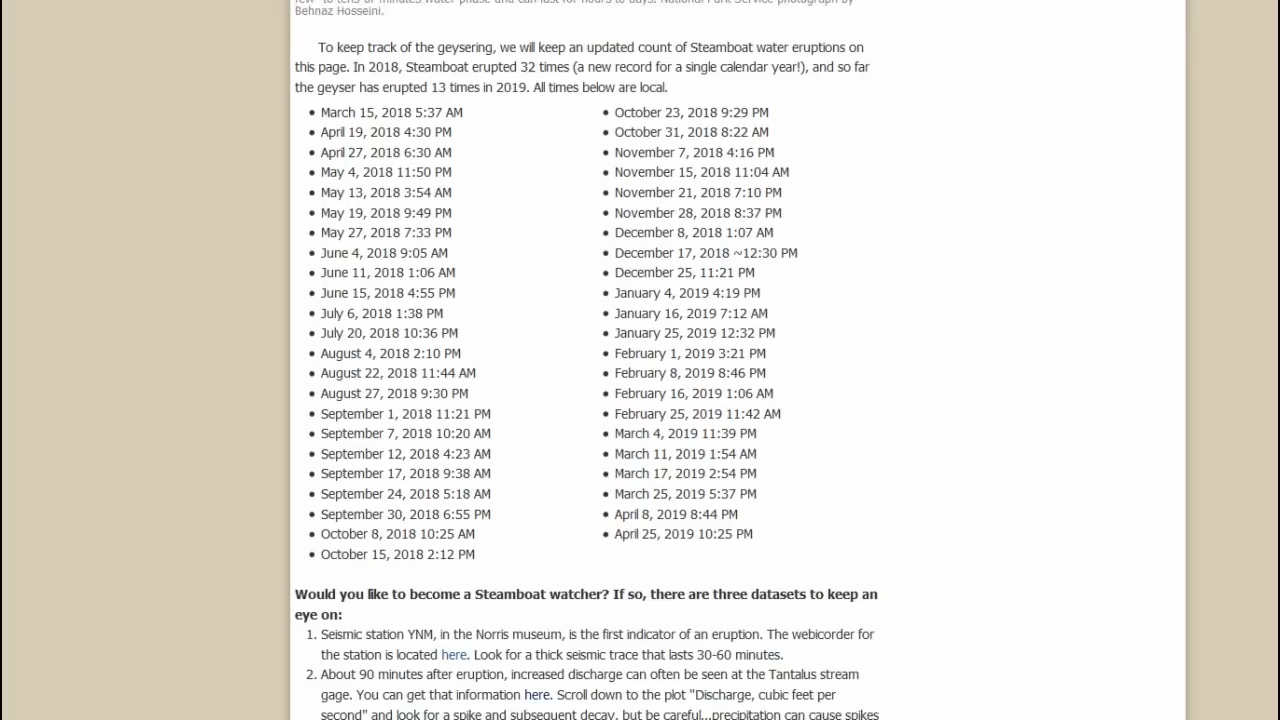 few- to tens-of minutes water phase and can last for hours to days. National Park Service photograph by
Behnaz Hosseini.
To keep track of the geysering, we will keep an updated count of Steamboat water eruptions on
this page. In 2018, Steamboat erupted 32 times (a new record for a single calendar year!), and so far
the geyser has erupted 13 times in 2019. All times below are local.
• March 15, 2018 5:37 AM
• April 19, 2018 4:30 PM
• April 27, 2018 6:30 AM
• May 4, 2018 11:50 PM
• May 13, 2018 3:54 AM
• May 19, 2018 9:49 PM
• May 27, 2018 7:33 PM
• June 4, 2018 9:05 AM
• June 11, 2018 1:06 AM
• June 15, 2018 4:55 PM
• July 6, 2018 1:38 PM
• July 20, 2018 10:36 PM
• August 4, 2018 2:10 PM
• August 22, 2018 11:44 AM
• August 27, 2018 9:30 PM
• September 1, 2018 11:21 PM
• September 7, 2018 10:20 AM
• September 12, 2018 4:23 AM
• September 17, 2018 9:38 AM
• September 24, 2018 5:18 AM
• September 30, 2018 6:55 PM
• October 8, 2018 10:25 AM
• October 15, 2018 2:12 PM
• October 23, 2018 9:29 PM
• October 31, 2018 8:22 AM
• November 7, 2018 4:16 PM
• November 15, 2018 11:04 AM
• November 21, 2018 7:10 PM
• November 28, 2018 8:37 PM
• December 8, 2018 1:07 AM
• December 17, 2018 ~12:30 PM
• December 25, 11:21 PM
• January 4, 2019 4:19 PM
• January 16, 2019 7:12 AM
• January 25, 2019 12:32 PM
• February 1, 2019 3:21 PM
• February 8, 2019 8:46 PM
• February 16, 2019 1:06 AM
• February 25, 2019 11:42 AM
• March 4, 2019 11:39 PM
• March 11, 2019 1:54 AM
• March 17, 2019 2:54 PM
• March 25, 2019 5:37 PM
• April 8, 2019 8:44 PM
• April 25, 2019 10:25 PM
Would you like to become a Steamboat watcher? If so, there are three datasets to keep an
eye on:
1. Seismic station YNM, in the Norris museum, is the first indicator of an eruption. The webicorder for
the station is located here. Look for a thick seismic trace that lasts 30-60 minutes.
2. About 90 minutes after eruption, increased discharge can often be seen at the Tantalus stream
gage. You can get that information here. Scroll down to the plot "Discharge, cubic feet per
second" and look for a spike and subsequent decay, but be careful...precipitation can cause spikes